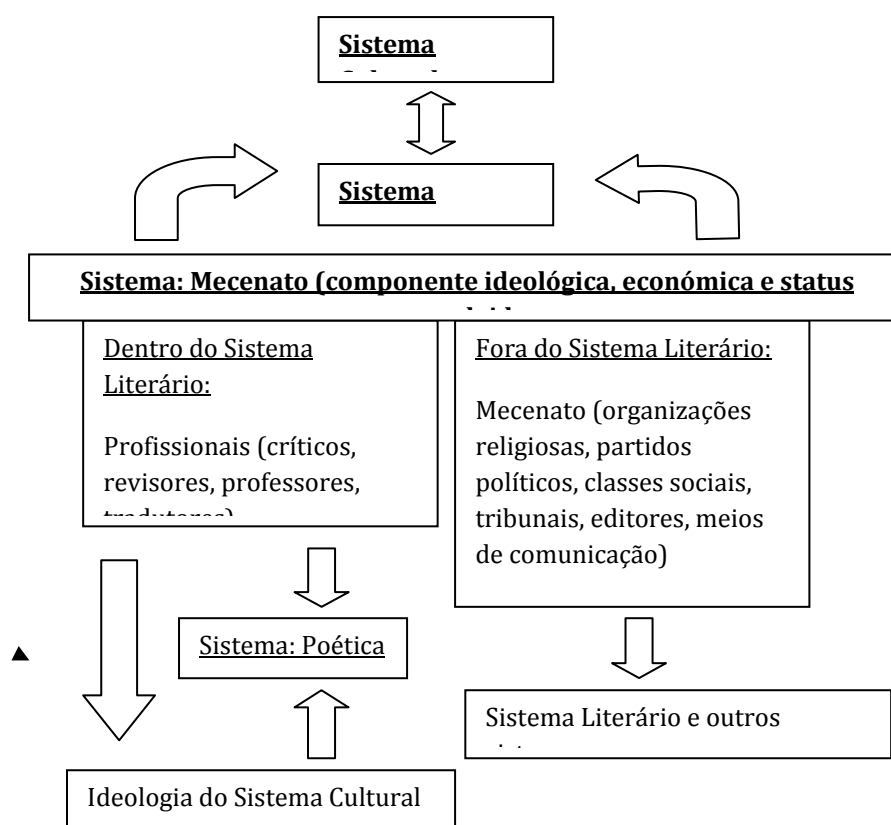 Sistema
Sistema
Sistema: Mecenato (componente ideológica, económica e status
Dentro do Sistema
Literário:
Profissionais (críticos,
revisores, professores,
Fora do Sistema Literário:
Mecenato (organizações
religiosas, partidos
políticos, classes sociais,
tribunais, editores, meios
de comunicação)
Sistema: Poética
Sistema Literário e outros
Ideologia do Sistema Cultural